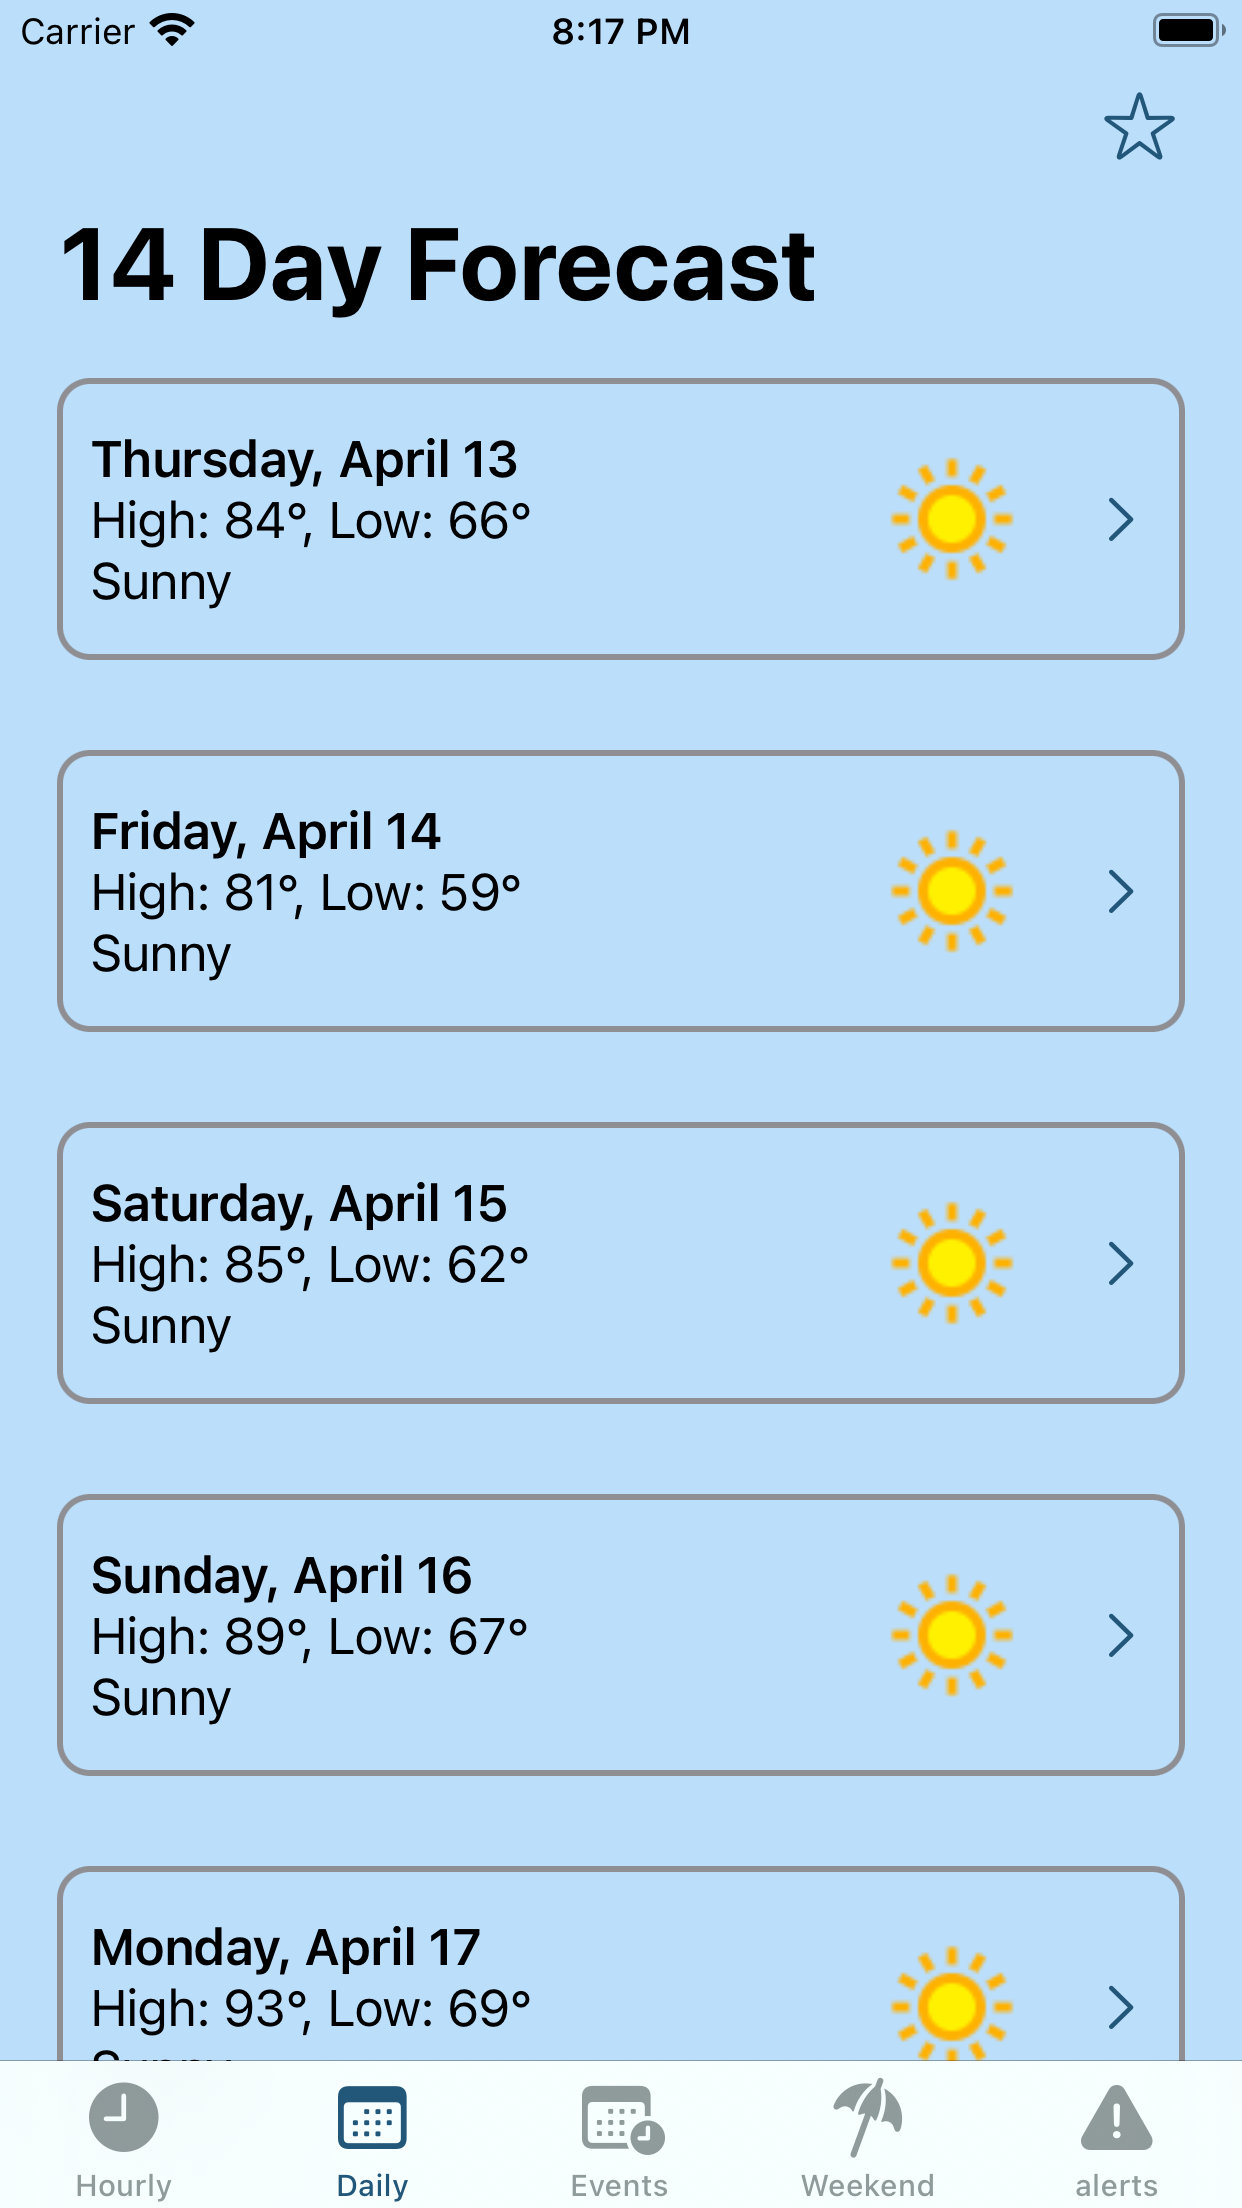 Carrier 8:17 PM
14 Day Forecast
Thursday, April 13
High: 84°, Low: 66°
Sunny
Friday, April 14
High: 81°, Low: 59°
Sunny
Saturday, April 15
High: 85°, Low: 62°
Sunny
Sunday, April 16
High: 89°, Low: 67°
Sunny
Monday, April 17
High: 93°, Low: 69°
Hourly Daily Events Weekend alerts